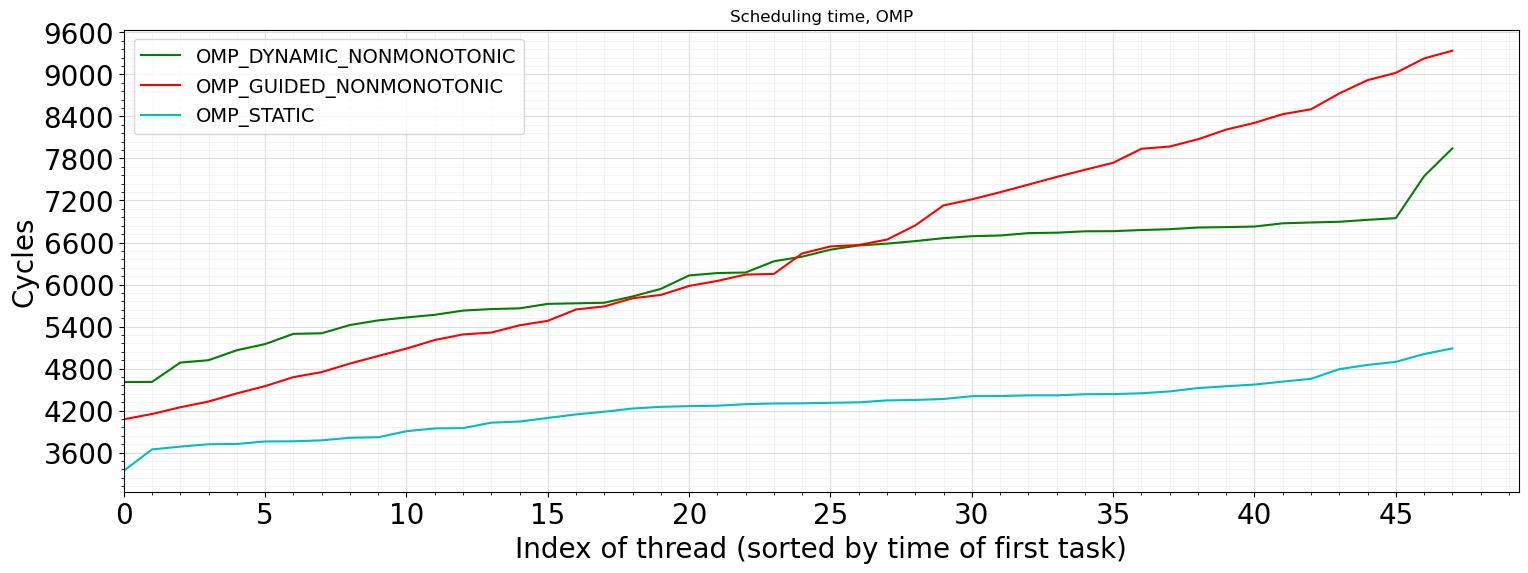 Scheduling time, OMP
OMP_DYNAMIC_NONMONOTONIC
OMP_GUIDED_NONMONOTONIC
OMP_STATIC
9600
9000
8400
7800
7200
6600
6000
5400
4800
4200
3600
Cycles
0 5 10 15 20 25 30 35 40 45
Index of thread (sorted by time of first task)